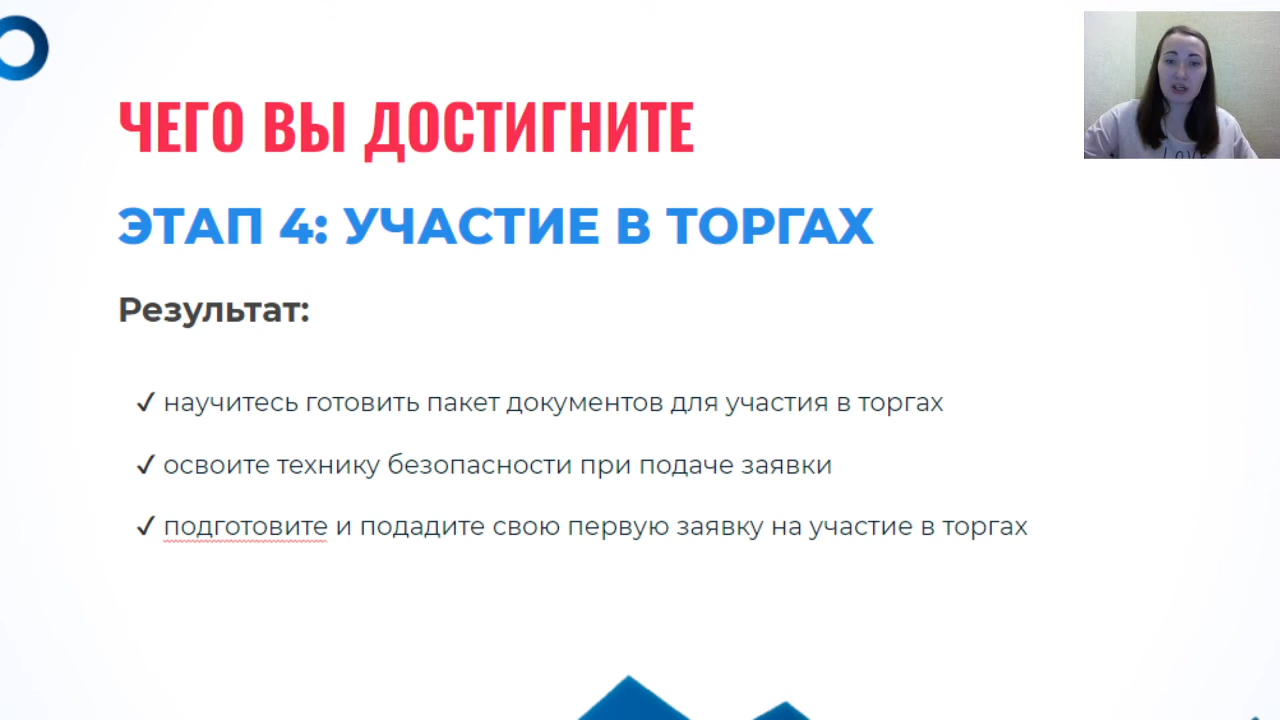 ЧЕГО ВЫ ДОСТИГНИТЕ
ЭТАП 4: УЧАСТИЕ В ТОРГАХ
Результат:
✓ научитесь готовить пакет документов для участия в торгах
✓ освоите технику безопасности при подаче заявки
✓ подготовите и подадите свою первую заявку на участие в торгах
LOVE